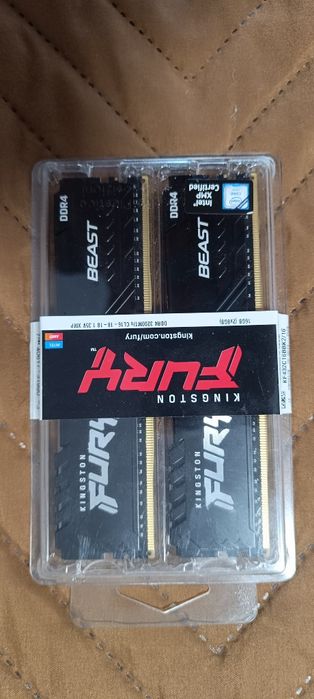 DDR4
BEAST
KINGSTON
FURY
DDR4
BEAST
KINGSTON
FURY
Intel®
XMP
Certified
KINGSTON
FURY™
kingston.com/fury
16GB (2x8GB)
DDR4 3200MT/s CL16-18-18 1.35V XMP